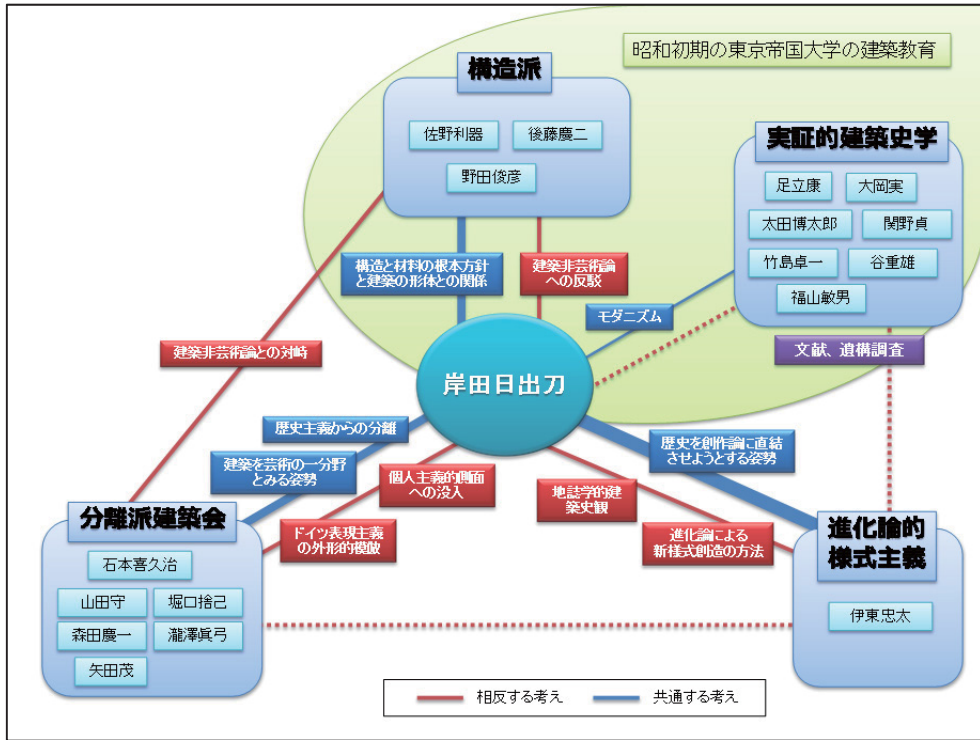 昭和初期の東京帝国大学の建築教育
構造派
佐野利器
後藤慶二
野田俊彦
実証的建築史学
足立康
大岡実
太田博太郎
関野貞
竹島卓一
谷重雄
福山敏男
構造と材料の根本方針
と建築の形体との関係
建築非芸術論
への反駁
モダニズム
文献、遺構調査
建築非芸術論との対峙
岸田日出刀
歴史主義からの分離
建築を芸術の一分野
とみる姿勢
個人主義的側面
への没入
ドイツ表現主義
の外形的模倣
歴史を創作論に直結
させようとする姿勢
地誌学的建
築史観
進化論による
新様式創造の方法
分離派建築会
石本喜久治
山田守
堀口捨己
森田慶一
瀧澤眞弓
矢田茂
進化論的
様式主義
伊東忠太
相反する考え
共通する考え